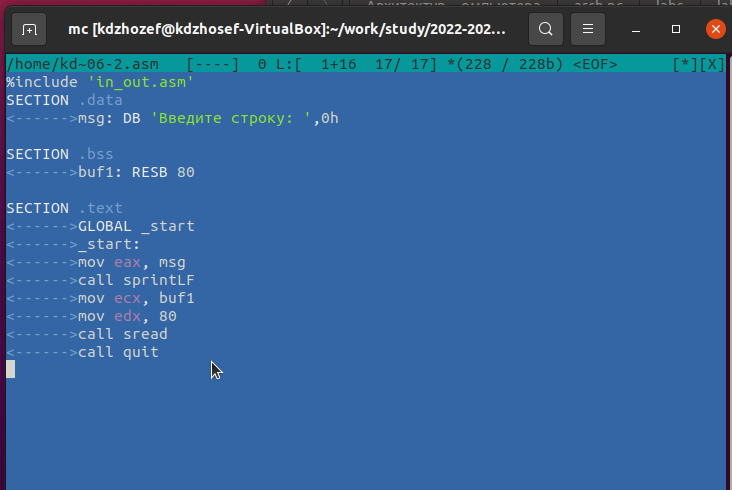 mc [kdzhozef@kdzhosef-VirtualBox]:~/work/study/2022-202...
/home/kd~06-2.asm [----] 0 L:[ 1+16 17/ 17] *(228 / 228b) <EOF> [*][X]
%include 'in_out.asm'
SECTION .data
<------>msg: DB 'Введите строку: ',0h
SECTION .bss
<------>buf1: RESB 80
SECTION .text
<------>GLOBAL _start
<------>_start:
<------>mov eax, msg
<------>call sprintLF
<------>mov ecx, buf1
<------>mov edx, 80
<------>call sread
<------>call quit